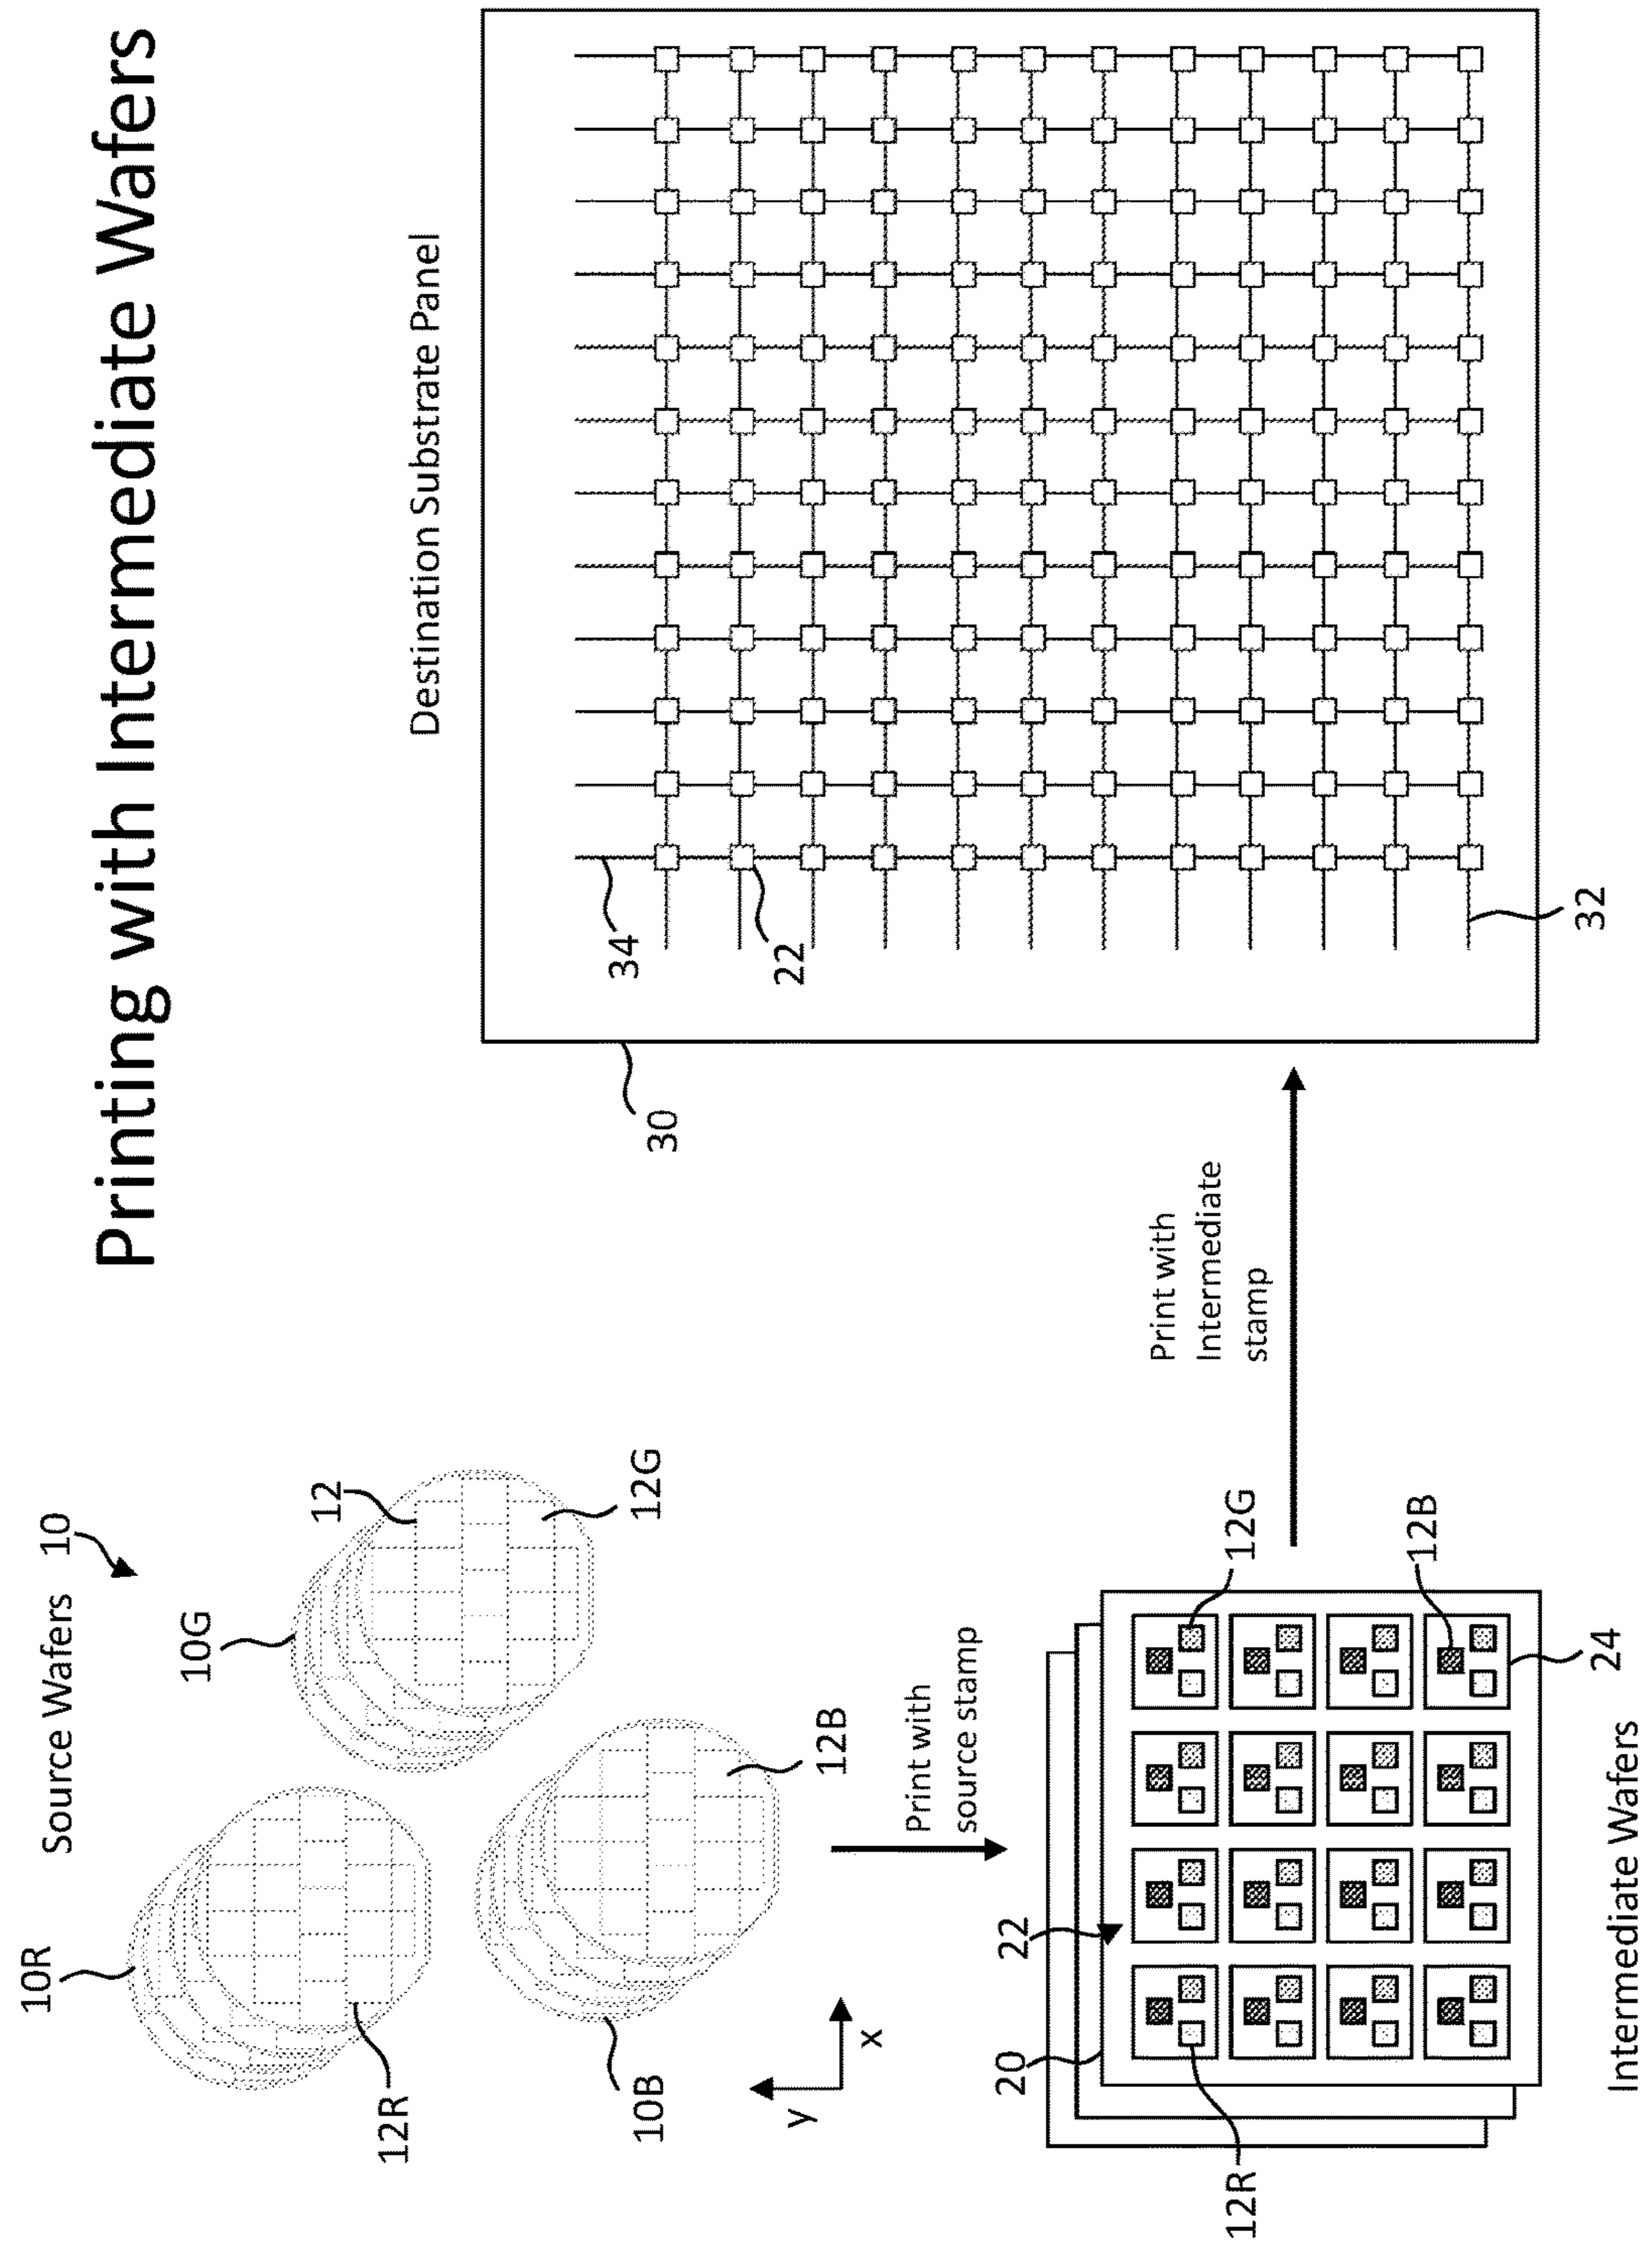 Printing with Intermediate Wafers
Source Wafers
10
10R
10G
12
12R
12G
10B
12B
y
x
Print with
source stamp
Destination Substrate Panel
34
22
30
32
Print with
Intermediate
stamp
20
22
12G
12R
12B
24
Intermediate Wafers